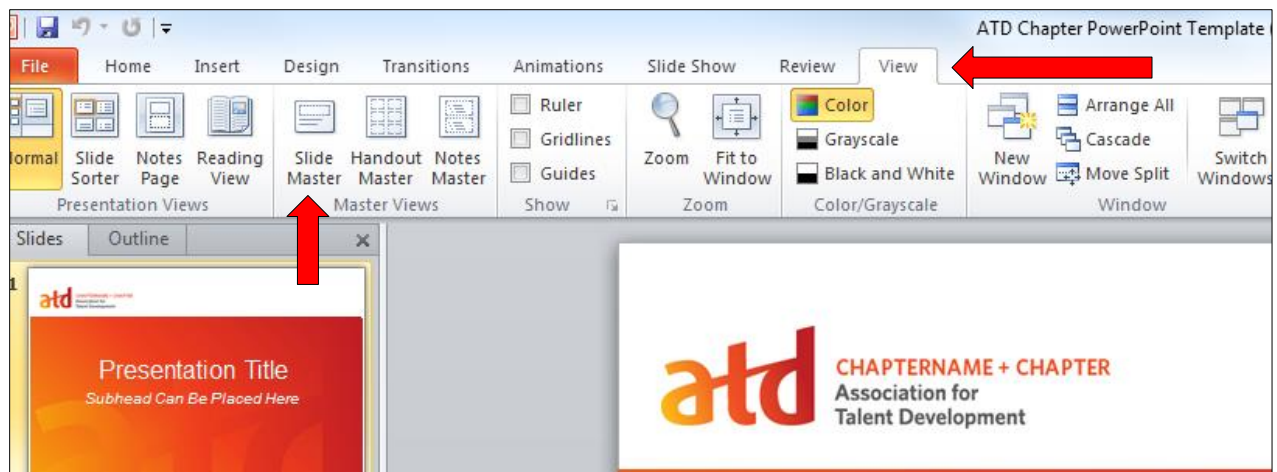 ATD Chapter PowerPoint Template (
File Home Insert Design Transitions Animations Slide Show Review View
Ruler Color Arrange All
Gridlines Grayscale Cascade
Guides Black and White Move Split
Normal Slide Sorter Notes Page Reading View Slide Master Handout Master Notes Master Zoom Fit to Window New Window Switch Windows
Presentation Views Master Views Show Zoom Color/Grayscale Window
Slides Outline
1
atd
Presentation Title
Subhead Can Be Placed Here
atd
CHAPTERNAME + CHAPTER
Association for
Talent Development